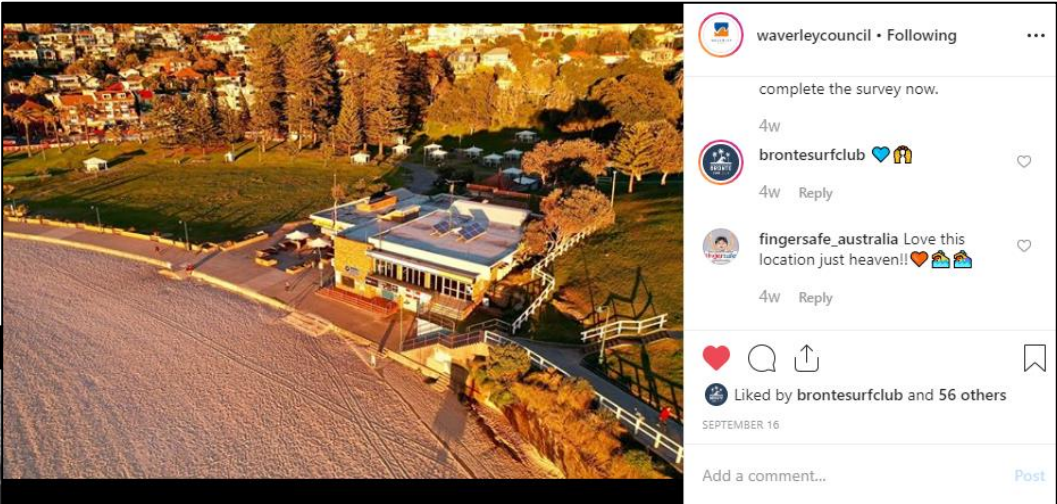 waverleycouncil • Following
complete the survey now.
4w
brontesurfclub 💙🙌
4w Reply
fingersafe_australia Love this
location just heaven!!🧡🏊🏊
4w Reply
Liked by brontesurfclub and 56 others
SEPTEMBER 16
Add a comment... Post